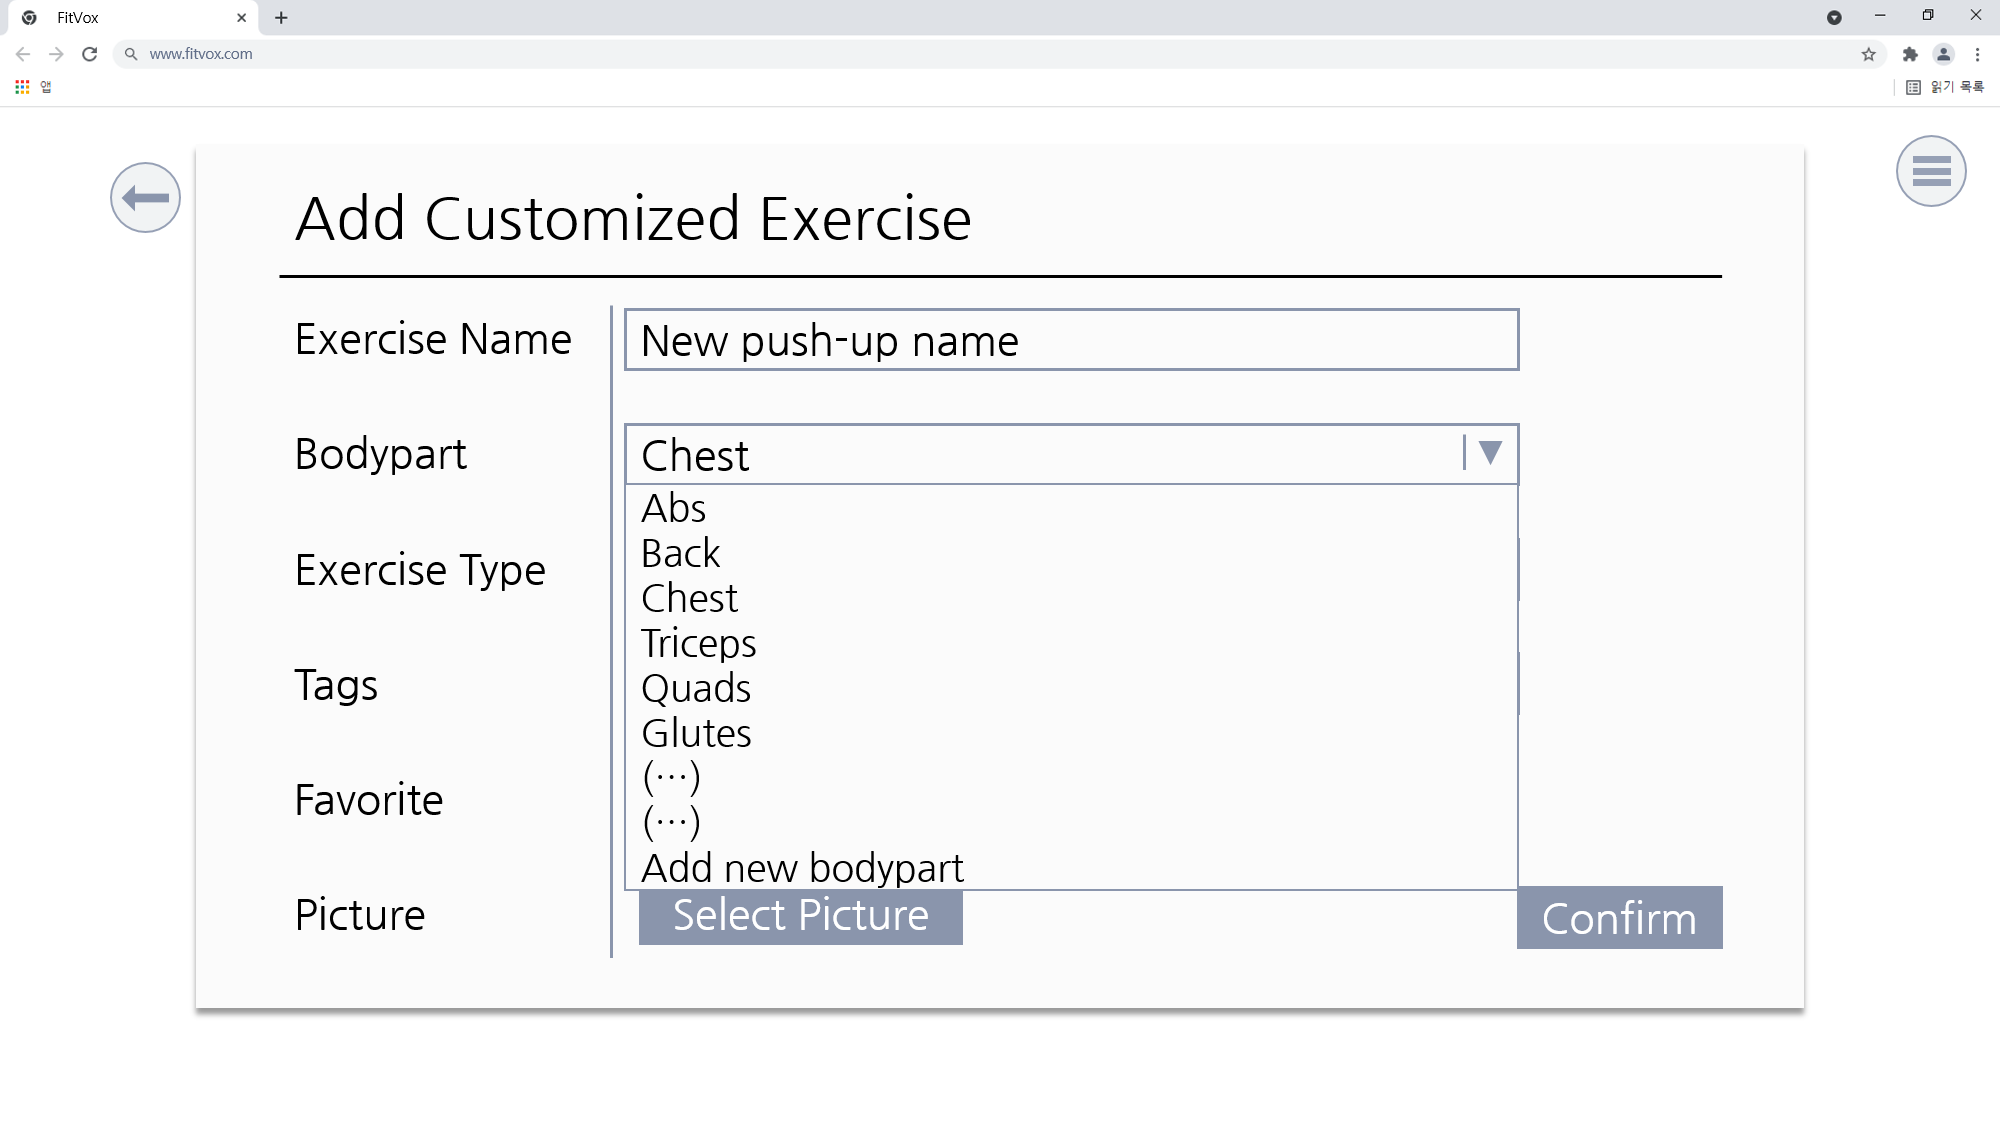 FitVox
www.fitvox.com
앱
읽기 목록
Add Customized Exercise
Exercise Name
New push-up name
Bodypart
Chest
Abs
Back
Exercise Type
Chest
Triceps
Tags
Quads
Glutes
(···)
Favorite
(···)
Add new bodypart
Picture
Select Picture
Confirm